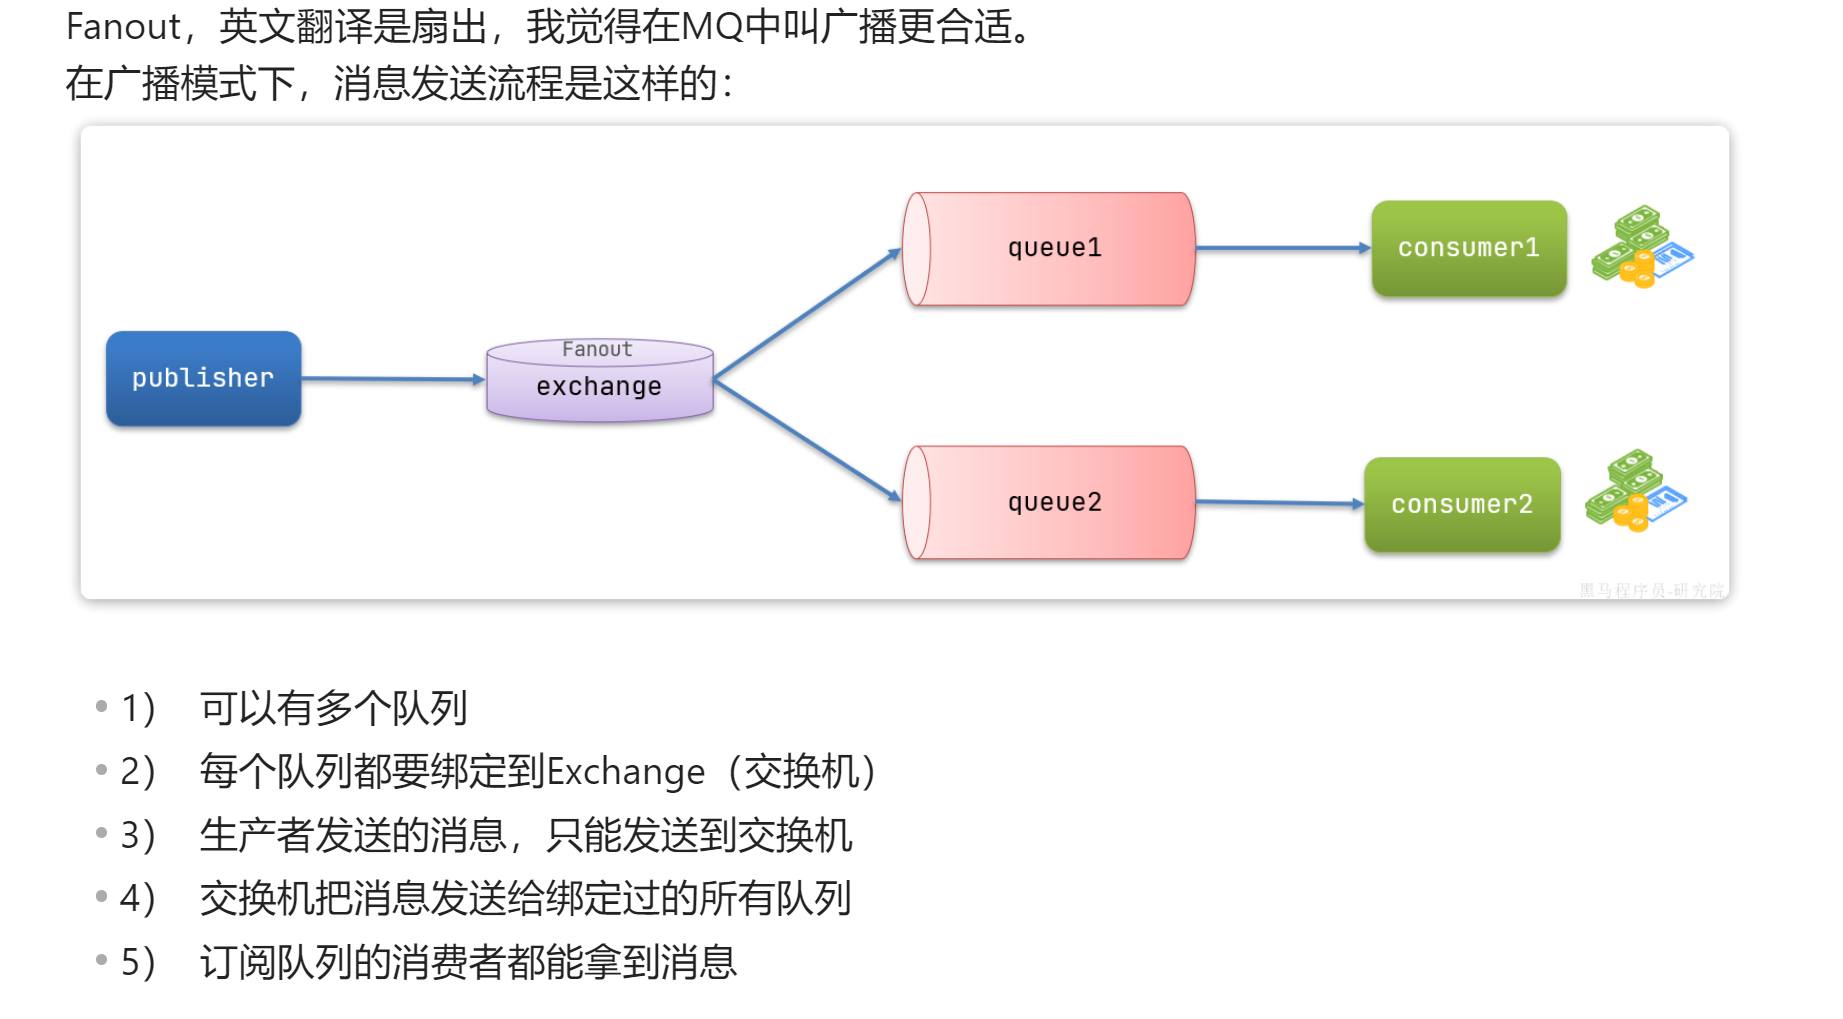 Fanout，英文翻译是扇出，我觉得在MQ中叫广播更合适。
在广播模式下，消息发送流程是这样的：
queue1
consumer1
publisher
Fanout
exchange
queue2
consumer2
黑马程序员-研究院
• 1） 可以有多个队列
• 2） 每个队列都要绑定到Exchange（交换机）
• 3） 生产者发送的消息，只能发送到交换机
• 4） 交换机把消息发送给绑定过的所有队列
• 5） 订阅队列的消费者都能拿到消息